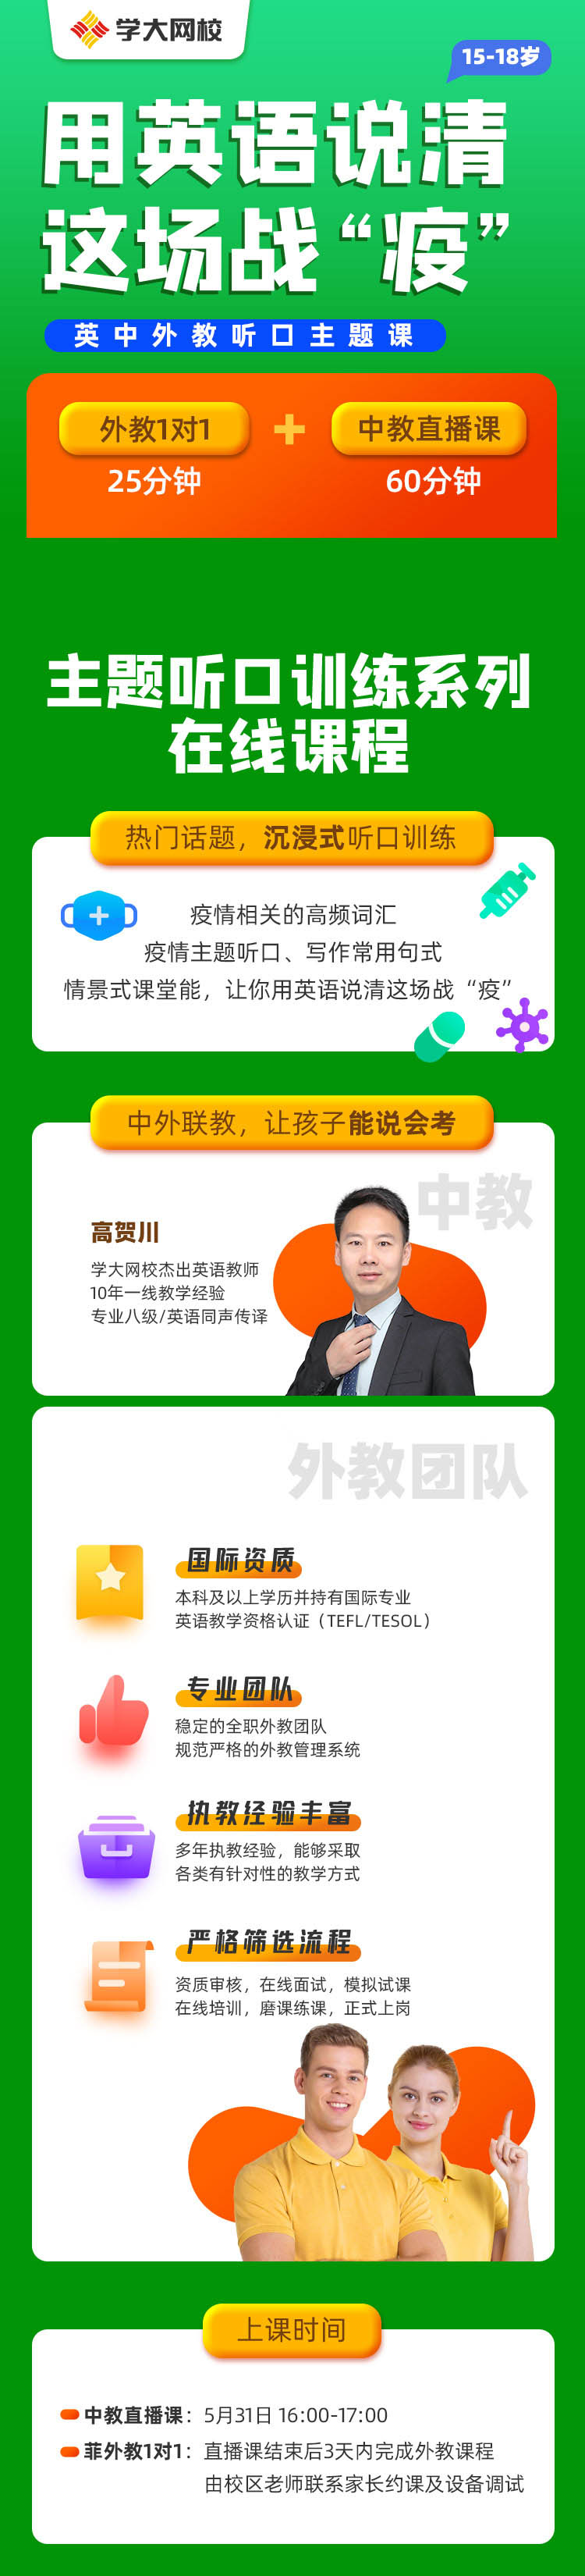 学大网校
15-18岁
用英语说清
这场战“疫”
英中外教听口主题课
外教1对1 + 中教直播课
25分钟 60分钟
主题听口训练系列
在线课程
热门话题，沉浸式听口训练
疫情相关的高频词汇
疫情主题听口、写作常用句式
情景式课堂能，让你用英语说清这场战“疫”
中外联教，让孩子能说会考
中教
高贺川
学大网校杰出英语教师
10年一线教学经验
专业八级/英语同声传译
外教团队
国际资质
本科及以上学历并持有国际专业
英语教学资格认证（TEFL/TESOL）
专业团队
稳定的全职外教团队
规范严格的外教管理系统
执教经验丰富
多年执教经验，能够采取
各类有针对性的教学方式
严格筛选流程
资质审核，在线面试，模拟试课
在线培训，磨课练课，正式上岗
上课时间
中教直播课：5月31日 16:00-17:00
菲外教1对1：直播课结束后3天内完成外教课程
由校区老师联系家长约课及设备调试